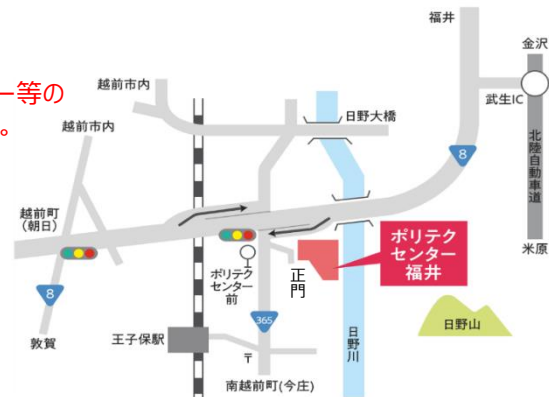 福井
金沢
ー等の
越前市内
武生IC
。
日野大橋
越前市内
8
北陸自動車道
越前町
(朝日)
ポリテク
センター
福井
米原
ポリテク
センター
前
正門
8
365
日野山
敦賀
王子保駅
〒
日野川
南越前町(今庄)